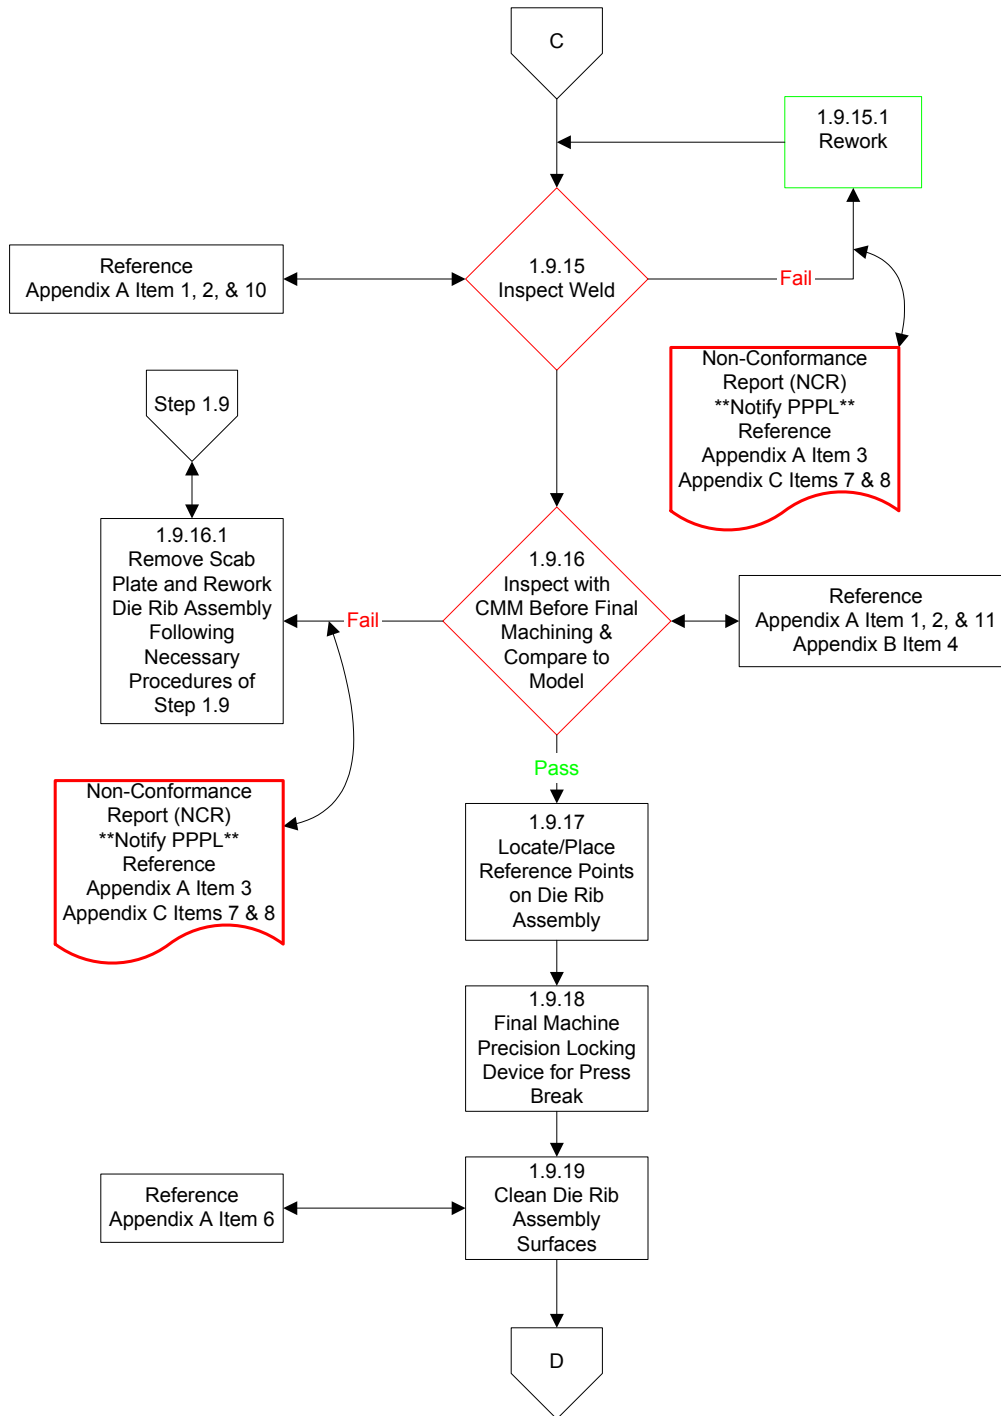 C
1.9.15.1
Rework
1.9.15
Inspect Weld
Reference
Appendix A Item 1, 2, & 10
Fail
Non-Conformance
Report (NCR)
**Notify PPPL**
Reference
Appendix A Item 3
Appendix C Items 7 & 8
Step 1.9
1.9.16.1
Remove Scab
Plate and Rework
Die Rib Assembly
Following
Necessary
Procedures of
Step 1.9
Fail
1.9.16
Inspect with
CMM Before Final
Machining &
Compare to
Model
Reference
Appendix A Item 1, 2, & 11
Appendix B Item 4
Pass
Non-Conformance
Report (NCR)
**Notify PPPL**
Reference
Appendix A Item 3
Appendix C Items 7 & 8
1.9.17
Locate/Place
Reference Points
on Die Rib
Assembly
1.9.18
Final Machine
Precision Locking
Device for Press
Break
1.9.19
Clean Die Rib
Assembly
Surfaces
Reference
Appendix A Item 6
D